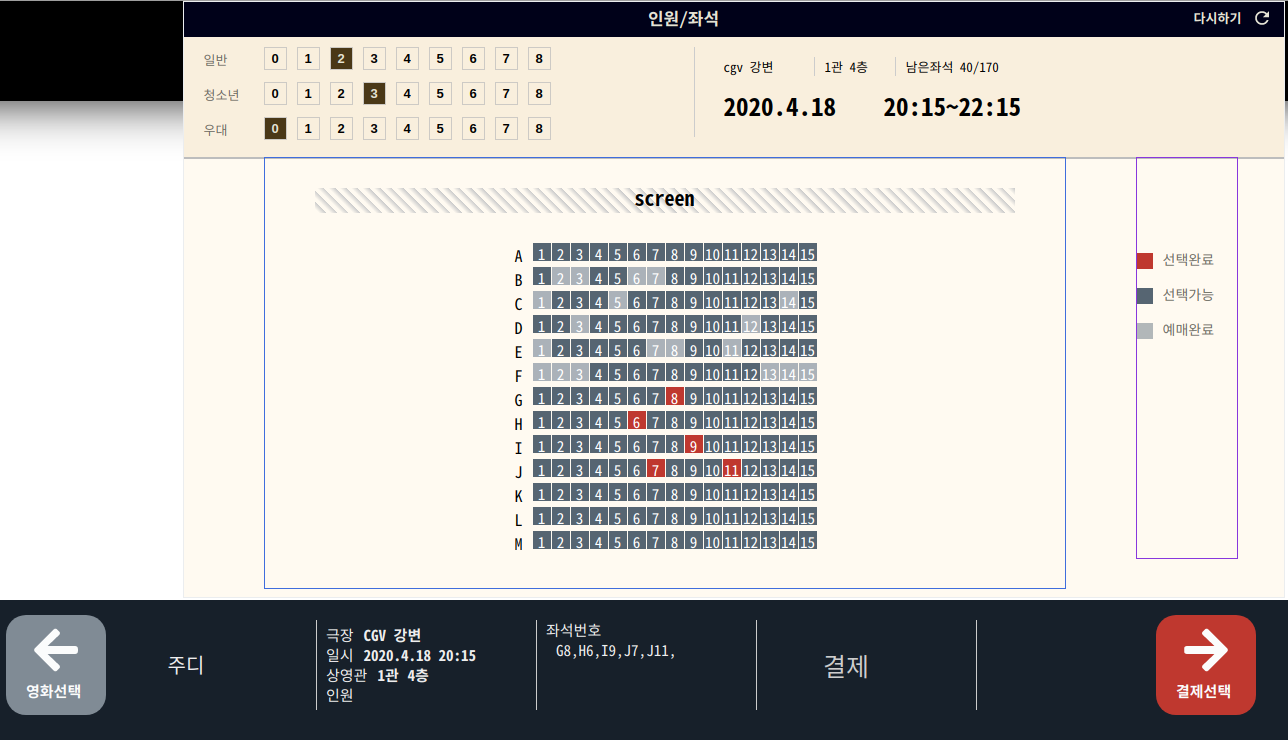 인원/좌석
다시하기
일반 0 1 2 3 4 5 6 7 8
청소년 0 1 2 3 4 5 6 7 8
우대 0 1 2 3 4 5 6 7 8
cgv 강변 1관 4층 남은좌석 40/170
2020.4.18 20:15~22:15
screen
A 1 2 3 4 5 6 7 8 9 10 11 12 13 14 15
B 1 2 3 4 5 6 7 8 9 10 11 12 13 14 15
C 1 2 3 4 5 6 7 8 9 10 11 12 13 14 15
D 1 2 3 4 5 6 7 8 9 10 11 12 13 14 15
E 1 2 3 4 5 6 7 8 9 10 11 12 13 14 15
F 1 2 3 4 5 6 7 8 9 10 11 12 13 14 15
G 1 2 3 4 5 6 7 8 9 10 11 12 13 14 15
H 1 2 3 4 5 6 7 8 9 10 11 12 13 14 15
I 1 2 3 4 5 6 7 8 9 10 11 12 13 14 15
J 1 2 3 4 5 6 7 8 9 10 11 12 13 14 15
K 1 2 3 4 5 6 7 8 9 10 11 12 13 14 15
L 1 2 3 4 5 6 7 8 9 10 11 12 13 14 15
M 1 2 3 4 5 6 7 8 9 10 11 12 13 14 15
선택완료
선택가능
예매완료
영화선택
주디
극장 CGV 강변
일시 2020.4.18 20:15
상영관 1관 4층
인원
좌석번호
G8,H6,I9,J7,J11,
결제
결제선택